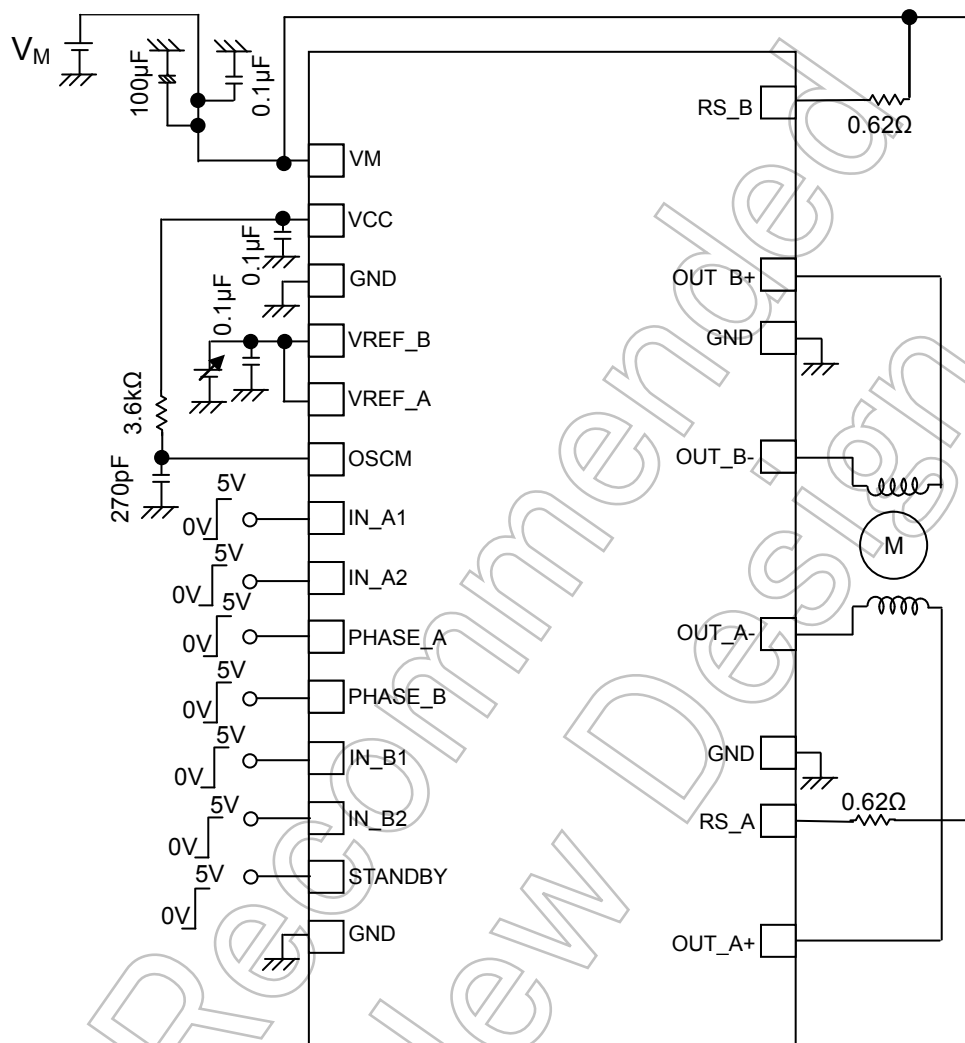 VM
100µF
0.1µF
RS_B
0.62Ω
VM
VCC
0.1µF
GND
OUT_B+
0.1µF
VREF_B
GND
VREF_A
3.6kΩ
OSCM
OUT_B-
270pF
5V
0V
IN_A1
M
5V
0V
IN_A2
5V
0V
PHASE_A
OUT_A-
5V
0V
PHASE_B
5V
0V
IN_B1
GND
5V
0V
IN_B2
0.62Ω
RS_A
5V
0V
STANDBY
GND
OUT_A+
Recommended
New Design